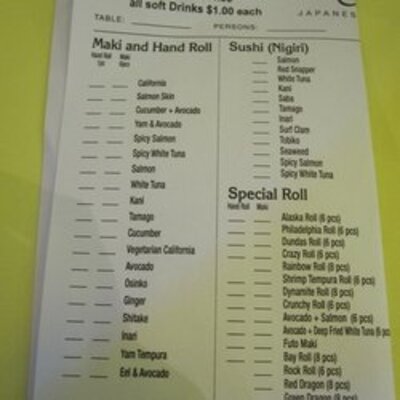 all soft Drinks $1.00 each
JAPANES
TABLE: PERSONS:
Maki and Hand Roll
Hand Roll Maki
California
Salmon Skin
Cucumber + Avocado
Yam & Avocado
Spicy Salmon
Spicy White Tuna
Salmon
White Tuna
Kani
Tamago
Cucumber
Vegetarian California
Avocado
Osinko
Ginger
Shitake
Inari
Yam Tempura
Eel & Avocado
Sushi (Nigiri)
Salmon
Red Snapper
White Tuna
Kani
Saba
Tamago
Inari
Surf Clam
Tobiko
Seaweed
Spicy Salmon
Spicy White Tuna
Special Roll
Hand Roll Maki
Alaska Roll (6 pcs)
Philadelphia Roll (6 pcs)
Dundas Roll (6 pcs)
Crazy Roll (6 pcs)
Rainbow Roll (8 pcs)
Shrimp Tempura Roll (6 pcs)
Dynamite Roll (8 pcs)
Crunchy Roll (6 pcs)
Avocado + Salmon (6 pcs)
Avocado + Deep Fried White Tuna (6 pcs
Futo Maki
Bay Roll (8 pcs)
Rock Roll (6 pcs)
Red Dragon (8 pcs)
Green Dragon (8 pcs)